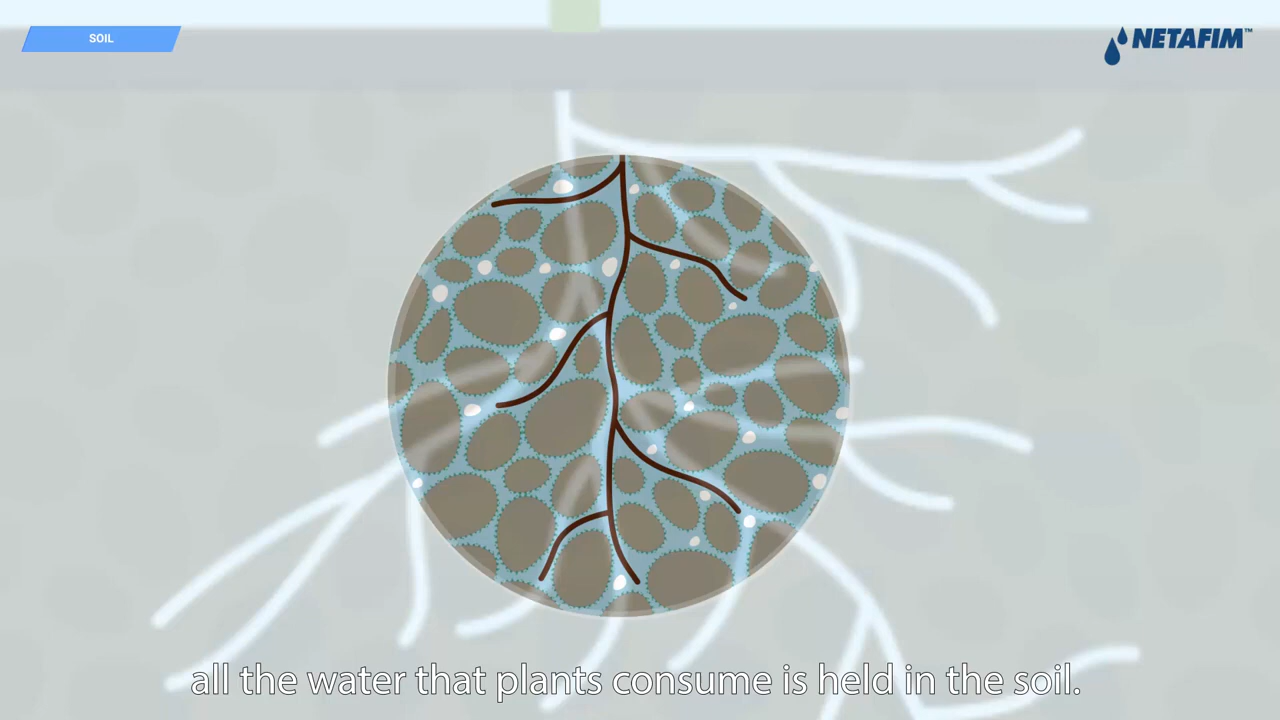 SOIL
NETAFIM™
all the water that plants consume is held in the soil.